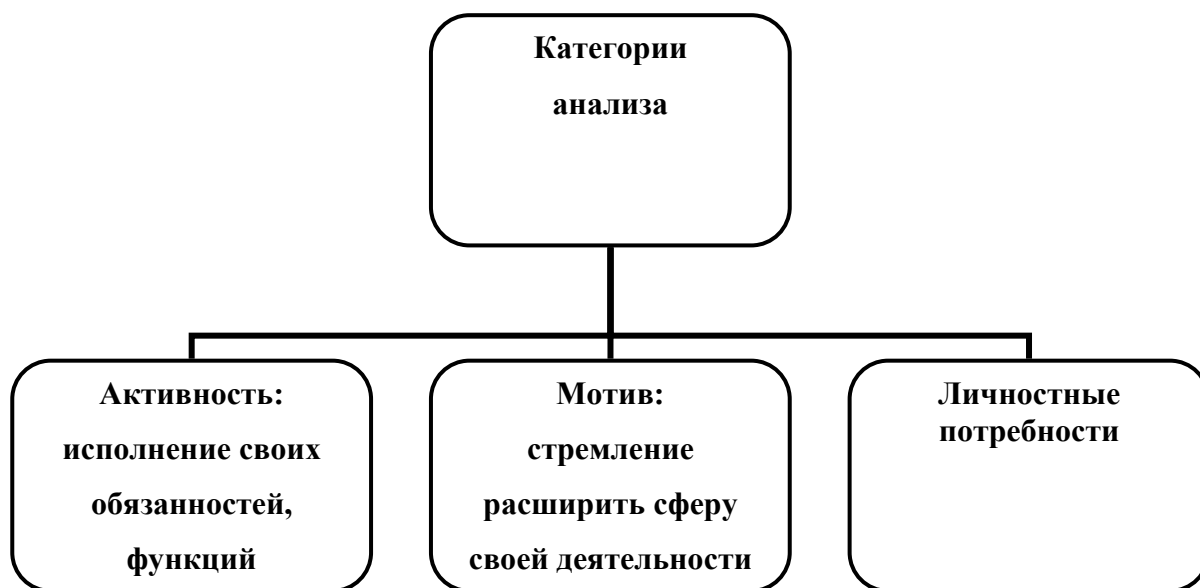 Категории
анализа
Активность:
исполнение своих
обязанностей,
функций
Мотив:
стремление
расширить сферу
своей деятельности
Личностные
потребности